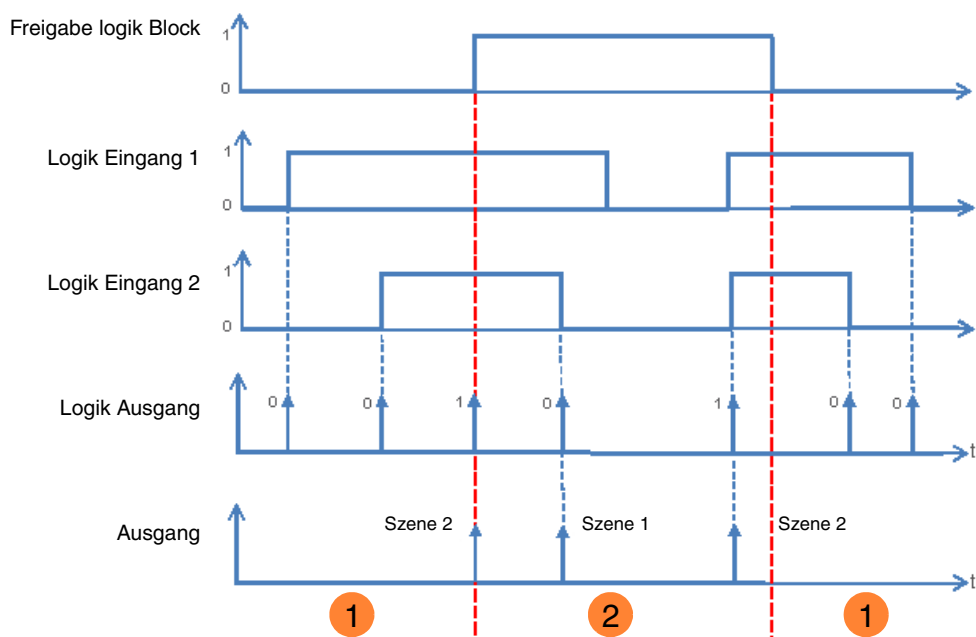 Freigabe logik Block
1
0
Logik Eingang 1
1
0
Logik Eingang 2
1
0
Logik Ausgang
0 0 1 0 1 0 0
t
Ausgang
Szene 2 Szene 1 Szene 2
t
1 2 1